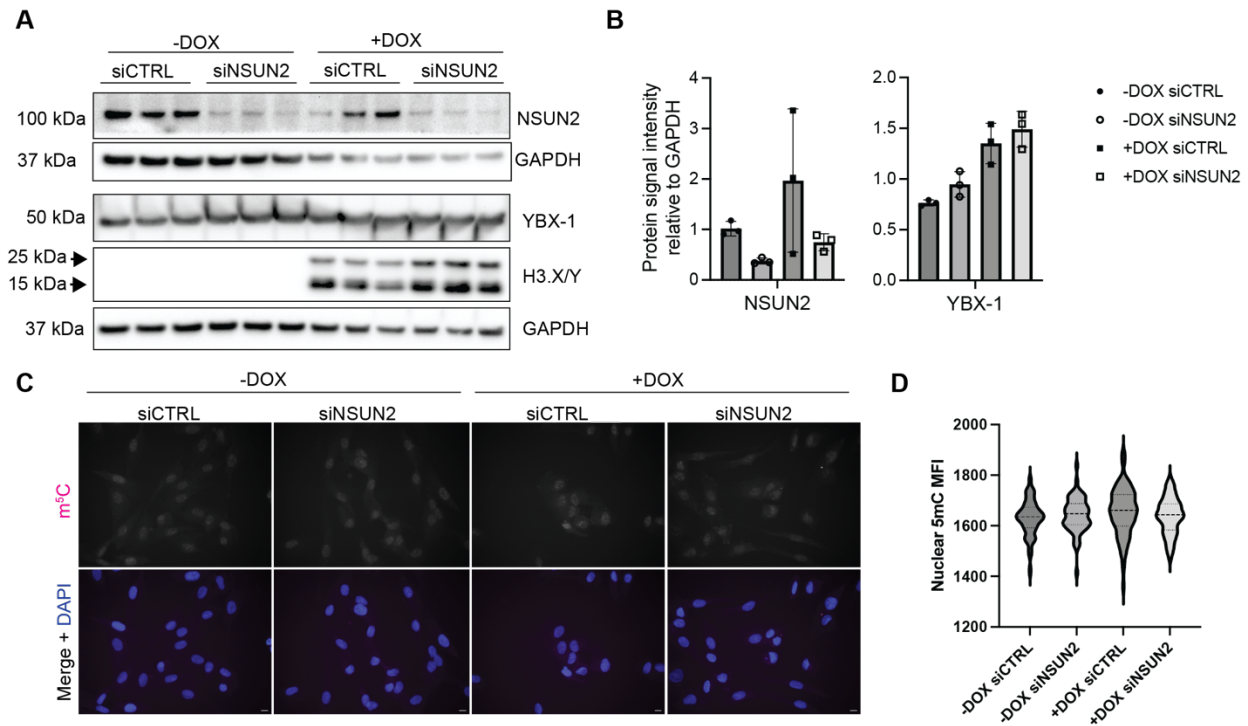 A
-DOX +DOX
siCTRL siNSUN2 siCTRL siNSUN2
100 kDa NSUN2
37 kDa GAPDH
50 kDa YBX-1
25 kDa
15 kDa H3.X/Y
37 kDa GAPDH
B
Protein signal intensity
relative to GAPDH
5
4
3
2
1
0
NSUN2
2.0
1.5
1.0
0.5
0.0
YBX-1
-DOX siCTRL
-DOX siNSUN2
+DOX siCTRL
+DOX siNSUN2
C
-DOX +DOX
siCTRL siNSUN2 siCTRL siNSUN2
m⁵C
Merge + DAPI
D
Nuclear 5mC MFI
2000
1800
1600
1400
1200
-DOX siCTRL
-DOX siNSUN2
+DOX siCTRL
+DOX siNSUN2